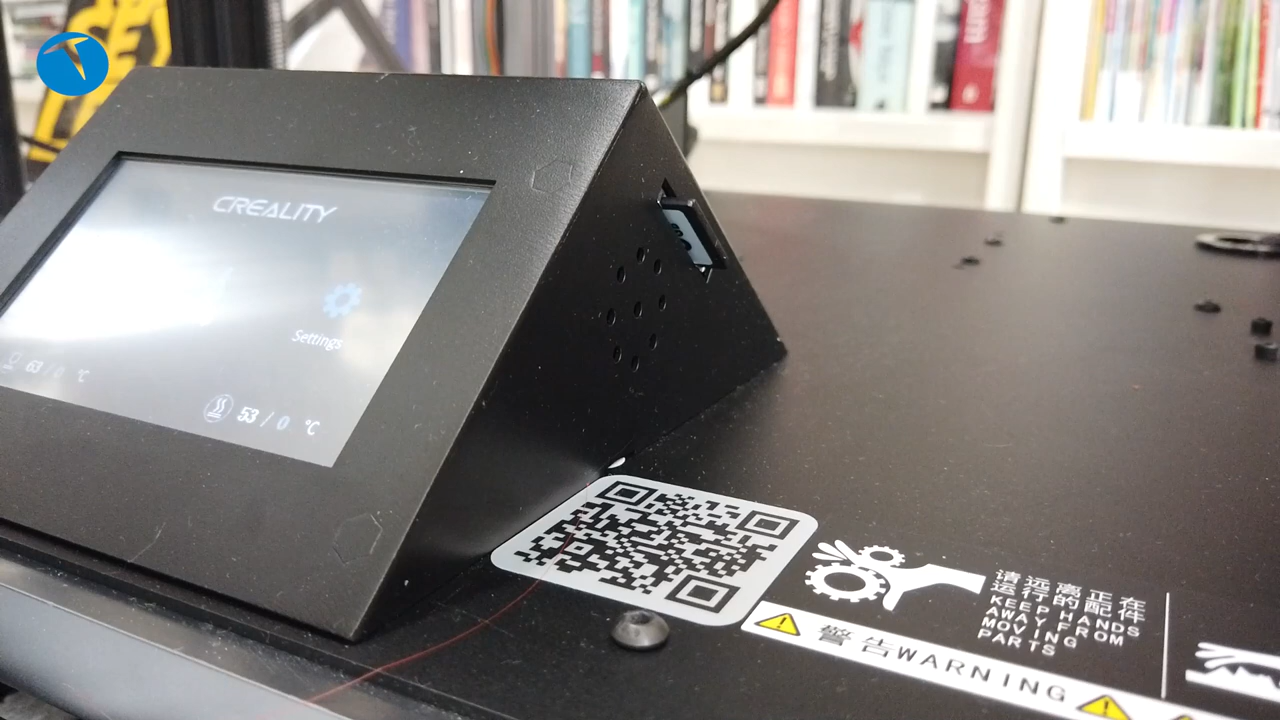 CREALITY
Settings
63 / 0 °C
53 / 0 °C
请远离正在
运行的配件
KEEP HANDS
AWAY FROM
MOVING
PARTS
警告WARNING